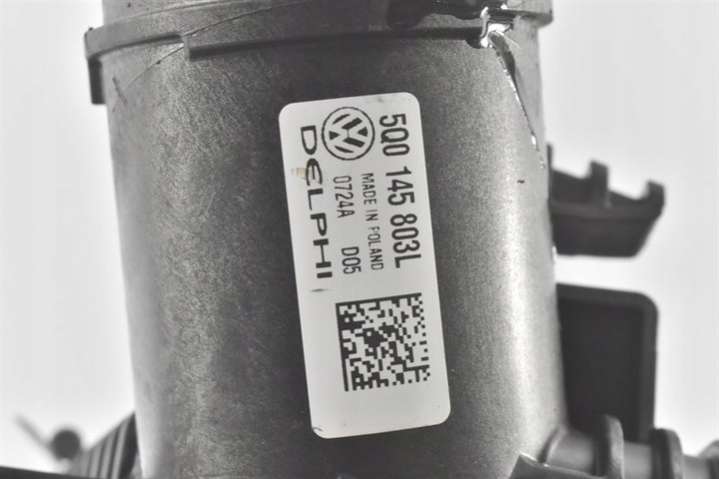 5Q0 145 803L
MADE IN POLAND
0724A D05
DELPHI